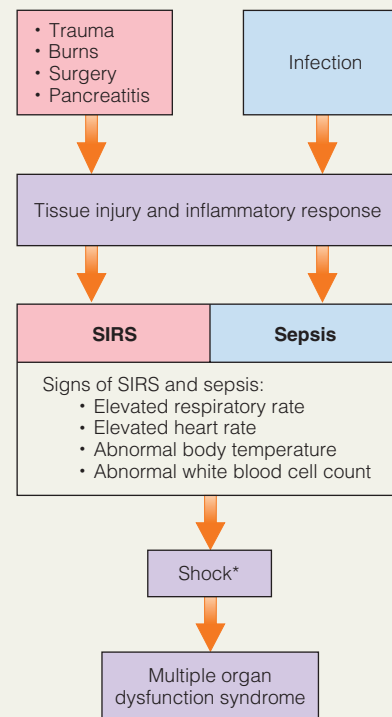 • Trauma
• Burns
• Surgery
• Pancreatitis
Infection
Tissue injury and inflammatory response
SIRS
Sepsis
Signs of SIRS and sepsis:
• Elevated respiratory rate
• Elevated heart rate
• Abnormal body temperature
• Abnormal white blood cell count
Shock*
Multiple organ
dysfunction syndrome